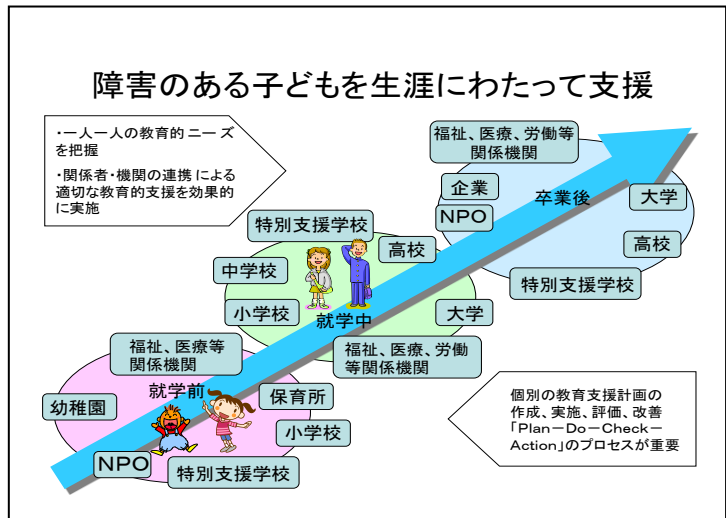 障害のある子どもを生涯にわたって支援
・一人一人の教育的ニーズ
を把握
・関係者・機関の連携による
適切な教育的支援を効果的
に実施
福祉、医療、労働等
関係機関
企業
NPO
卒業後
大学
高校
特別支援学校
特別支援学校
高校
中学校
小学校
就学中
大学
福祉、医療、労働
等関係機関
福祉、医療等
関係機関
就学前
保育所
幼稚園
小学校
NPO
特別支援学校
個別の教育支援計画の
作成、実施、評価、改善
「Plan－Do－Check－
Action」のプロセスが重要